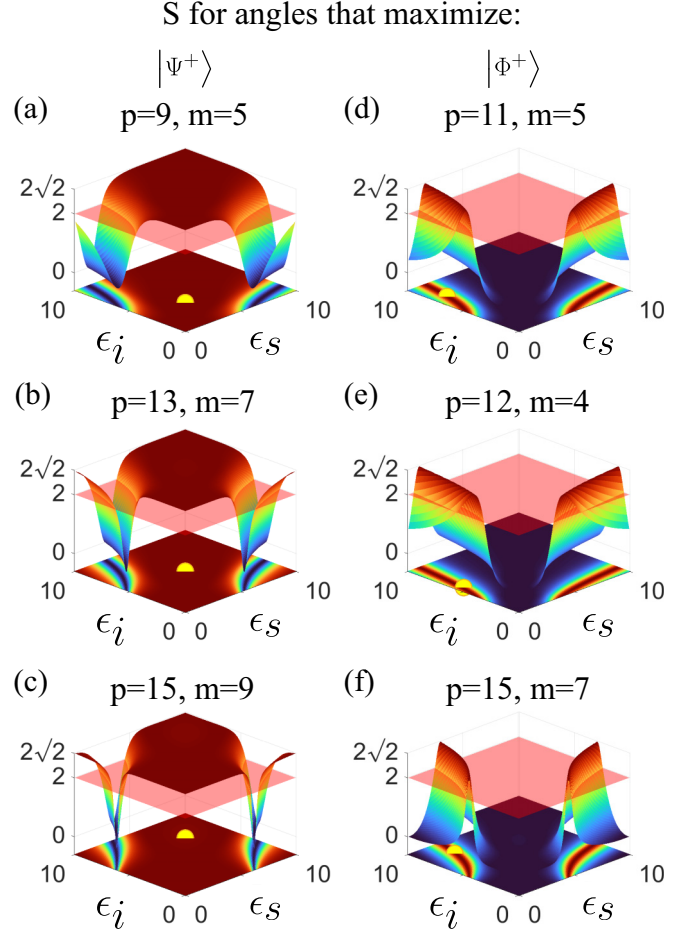 S for angles that maximize:
|Ψ⁺⟩
|Φ⁺⟩
(a)
p=9, m=5
2√2
2
0
10
ϵᵢ
0 0
ϵₛ
10
(d)
p=11, m=5
2√2
2
0
10
ϵᵢ
0 0
ϵₛ
10
(b)
p=13, m=7
2√2
2
0
10
ϵᵢ
0 0
ϵₛ
10
(e)
p=12, m=4
2√2
2
0
10
ϵᵢ
0 0
ϵₛ
10
(c)
p=15, m=9
2√2
2
0
10
ϵᵢ
0 0
ϵₛ
10
(f)
p=15, m=7
2√2
2
0
10
ϵᵢ
0 0
ϵₛ
10